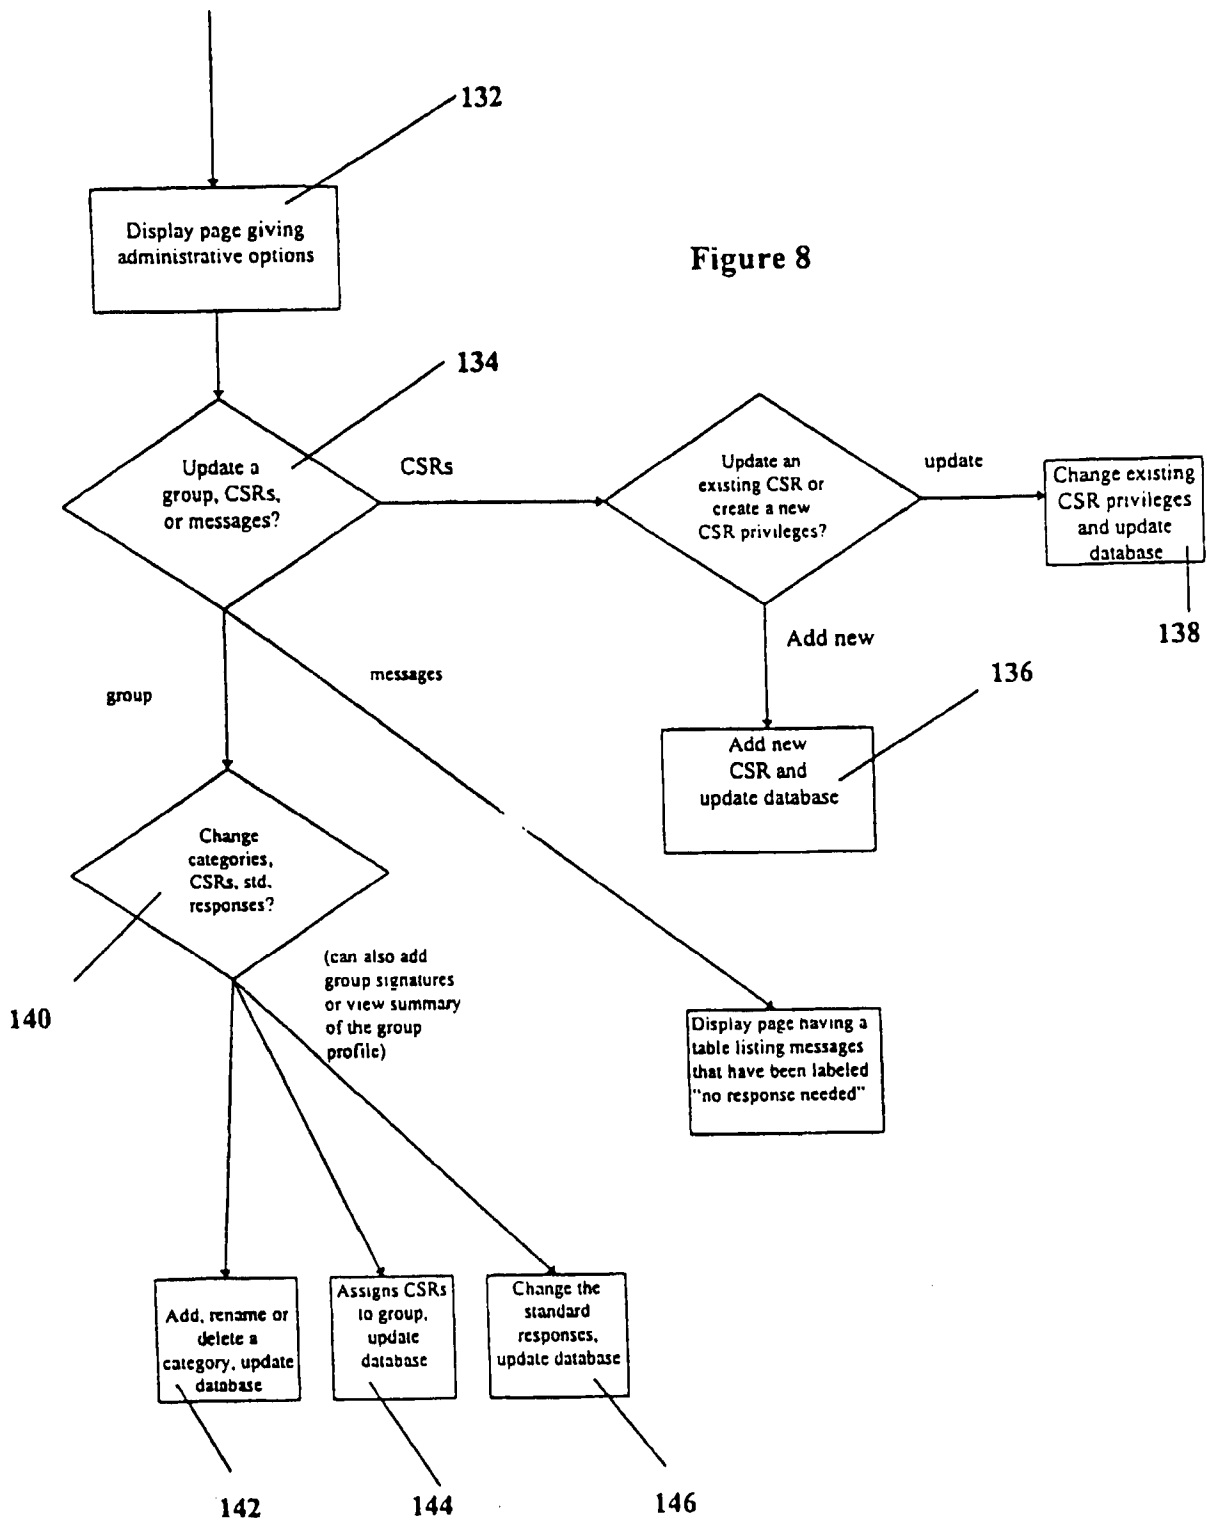 132
Display page giving
administrative options
Figure 8
134
Update a
group, CSRs,
or messages?
CSRs
Update an
existing CSR or
create a new
CSR privileges?
update
Change existing
CSR privileges
and update
database
138
Add new
136
Add new
CSR and
update database
group
messages
Change
categories,
CSRs, std.
responses?
140
(can also add
group signatures
or view summary
of the group
profile)
Display page having a
table listing messages
that have been labeled
"no response needed"
Add, rename or
delete a
category, update
database
Assigns CSRs
to group,
update
database
Change the
standard
responses,
update database
142
144
146